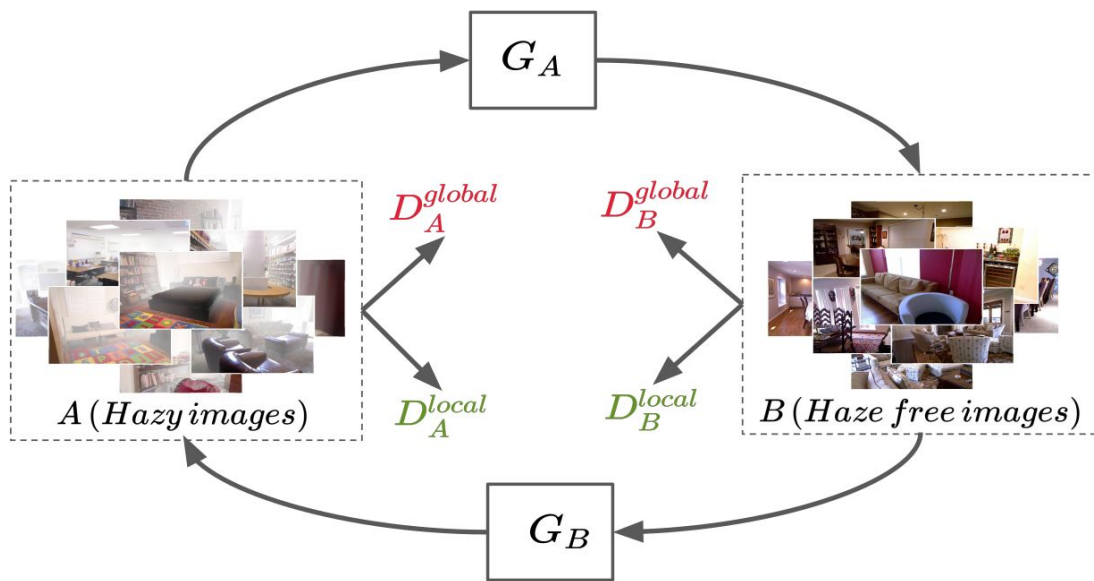 G_A
D_A^{global}
D_B^{global}
D_A^{local}
D_B^{local}
A (Hazy images)
B (Haze free images)
G_B